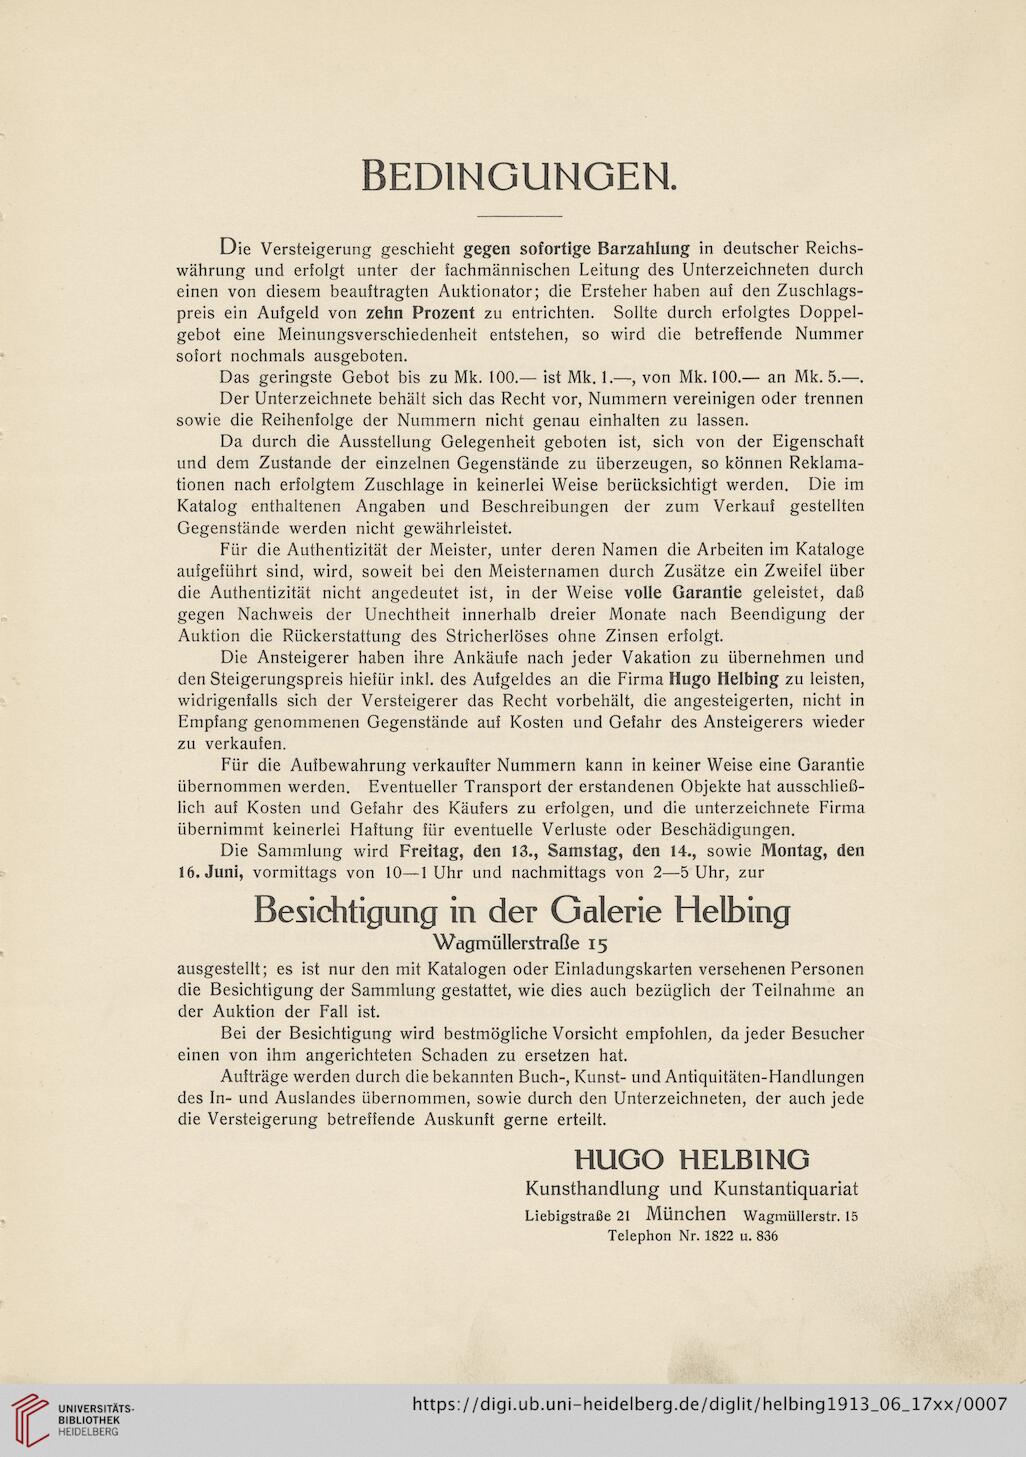 BEDINGUNGEN.
Die Versteigerung geschieht gegen sofortige Barzahlung in deutscher Reichs-
währung und erfolgt unter der fachmännischen Leitung des Unterzeichneten durch
einen von diesem beauftragten Auktionator; die Ersteher haben auf den Zuschlags-
preis ein Aufgeld von zehn Prozent zu entrichten. Sollte durch erfolgtes Doppel-
gebot eine Meinungsverschiedenheit entstehen, so wird die betreffende Nummer
sofort nochmals ausgeboten.
Das geringste Gebot bis zu Mk. 100.— ist Mk. 1.—, von Mk. 100.— an Mk. 5.—.
Der Unterzeichnete behält sich das Recht vor, Nummern vereinigen oder trennen
sowie die Reihenfolge der Nummern nicht genau einhalten zu lassen.
Da durch die Ausstellung Gelegenheit geboten ist, sich von der Eigenschaft
und dem Zustande der einzelnen Gegenstände zu überzeugen, so können Reklama-
tionen nach erfolgtem Zuschlage in keinerlei Weise berücksichtigt werden. Die im
Katalog enthaltenen Angaben und Beschreibungen der zum Verkauf gestellten
Gegenstände werden nicht gewährleistet.
Für die Authentizität der Meister, unter deren Namen die Arbeiten im Kataloge
aufgeführt sind, wird, soweit bei den Meisternamen durch Zusätze ein Zweifel über
die Authentizität nicht angedeutet ist, in der Weise volle Garantie geleistet, daß
gegen Nachweis der Unechtheit innerhalb dreier Monate nach Beendigung der
Auktion die Rückerstattung des Stricherlöses ohne Zinsen erfolgt.
Die Ansteigerer haben ihre Ankäufe nach jeder Vakation zu übernehmen und
den Steigerungspreis hiefür inkl. des Aufgeldes an die Firma Hugo Helbing zu leisten,
widrigenfalls sich der Versteigerer das Recht vorbehält, die angesteigerten, nicht in
Empfang genommenen Gegenstände auf Kosten und Gefahr des Ansteigerers wieder
zu verkaufen.
Für die Aufbewahrung verkaufter Nummern kann in keiner Weise eine Garantie
übernommen werden. Eventueller Transport der erstandenen Objekte hat ausschließ-
lich auf Kosten und Gefahr des Käufers zu erfolgen, und die unterzeichnete Firma
übernimmt keinerlei Haftung für eventuelle Verluste oder Beschädigungen.
Die Sammlung wird Freitag, den 13., Samstag, den 14., sowie Montag, den
16. Juni, vormittags von 10—1 Uhr und nachmittags von 2—5 Uhr, zur
Besichtigung in der Galerie Helbing
Wagmüllerstraße 15
ausgestellt; es ist nur den mit Katalogen oder Einladungskarten versehenen Personen
die Besichtigung der Sammlung gestattet, wie dies auch bezüglich der Teilnahme an
der Auktion der Fall ist.
Bei der Besichtigung wird bestmögliche Vorsicht empfohlen, da jeder Besucher
einen von ihm angerichteten Schaden zu ersetzen hat.
Aufträge werden durch die bekannten Buch-, Kunst- und Antiquitäten-Handlungen
des In- und Auslandes übernommen, sowie durch den Unterzeichneten, der auch jede
die Versteigerung betreffende Auskunft gerne erteilt.
HUGO HELBING
Kunsthandlung und Kunstantiquariat
Liebigstraße 21 München Wagmüllerstr. 15
Telephon Nr. 1822 u. 836
UNIVERSITÄTS-
BIBLIOTHEK
HEIDELBERG
https://digi.ub.uni-heidelberg.de/diglit/helbing1913_06_17xx/0007